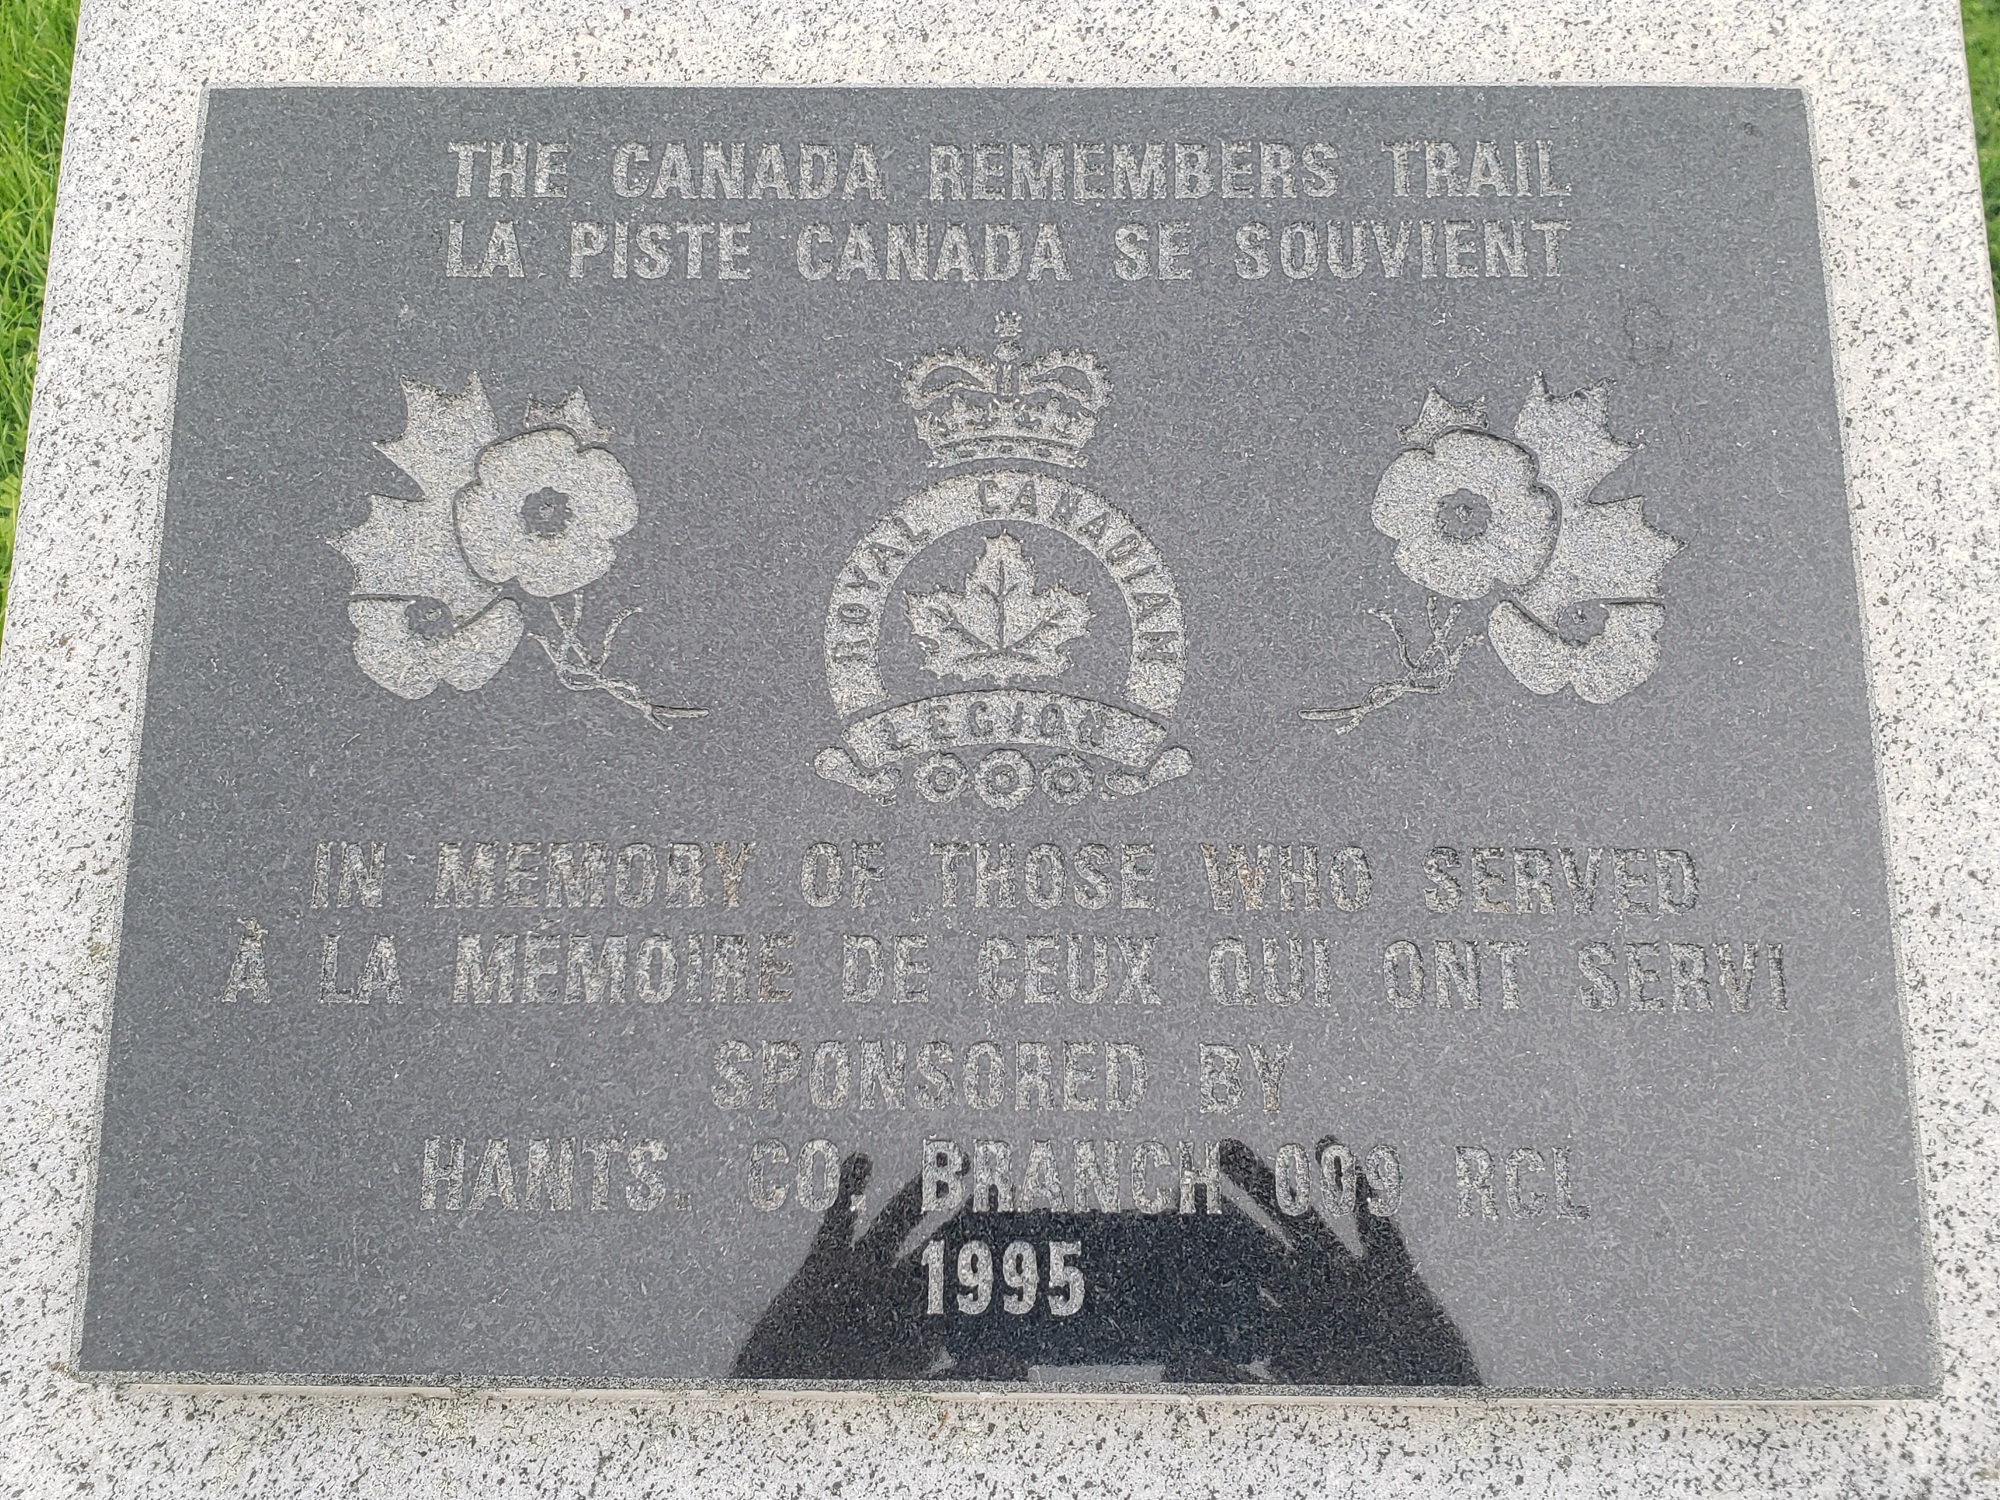 THE CANADA REMEMBERS TRAIL
LA PISTE CANADA SE SOUVIENT
ROYAL CANADIAN
LEGION
IN MEMORY OF THOSE WHO SERVED
À LA MÉMOIRE DE CEUX QUI ONT SERVI
SPONSORED BY
HANTS. CO. BRANCH 009 RCL
1995